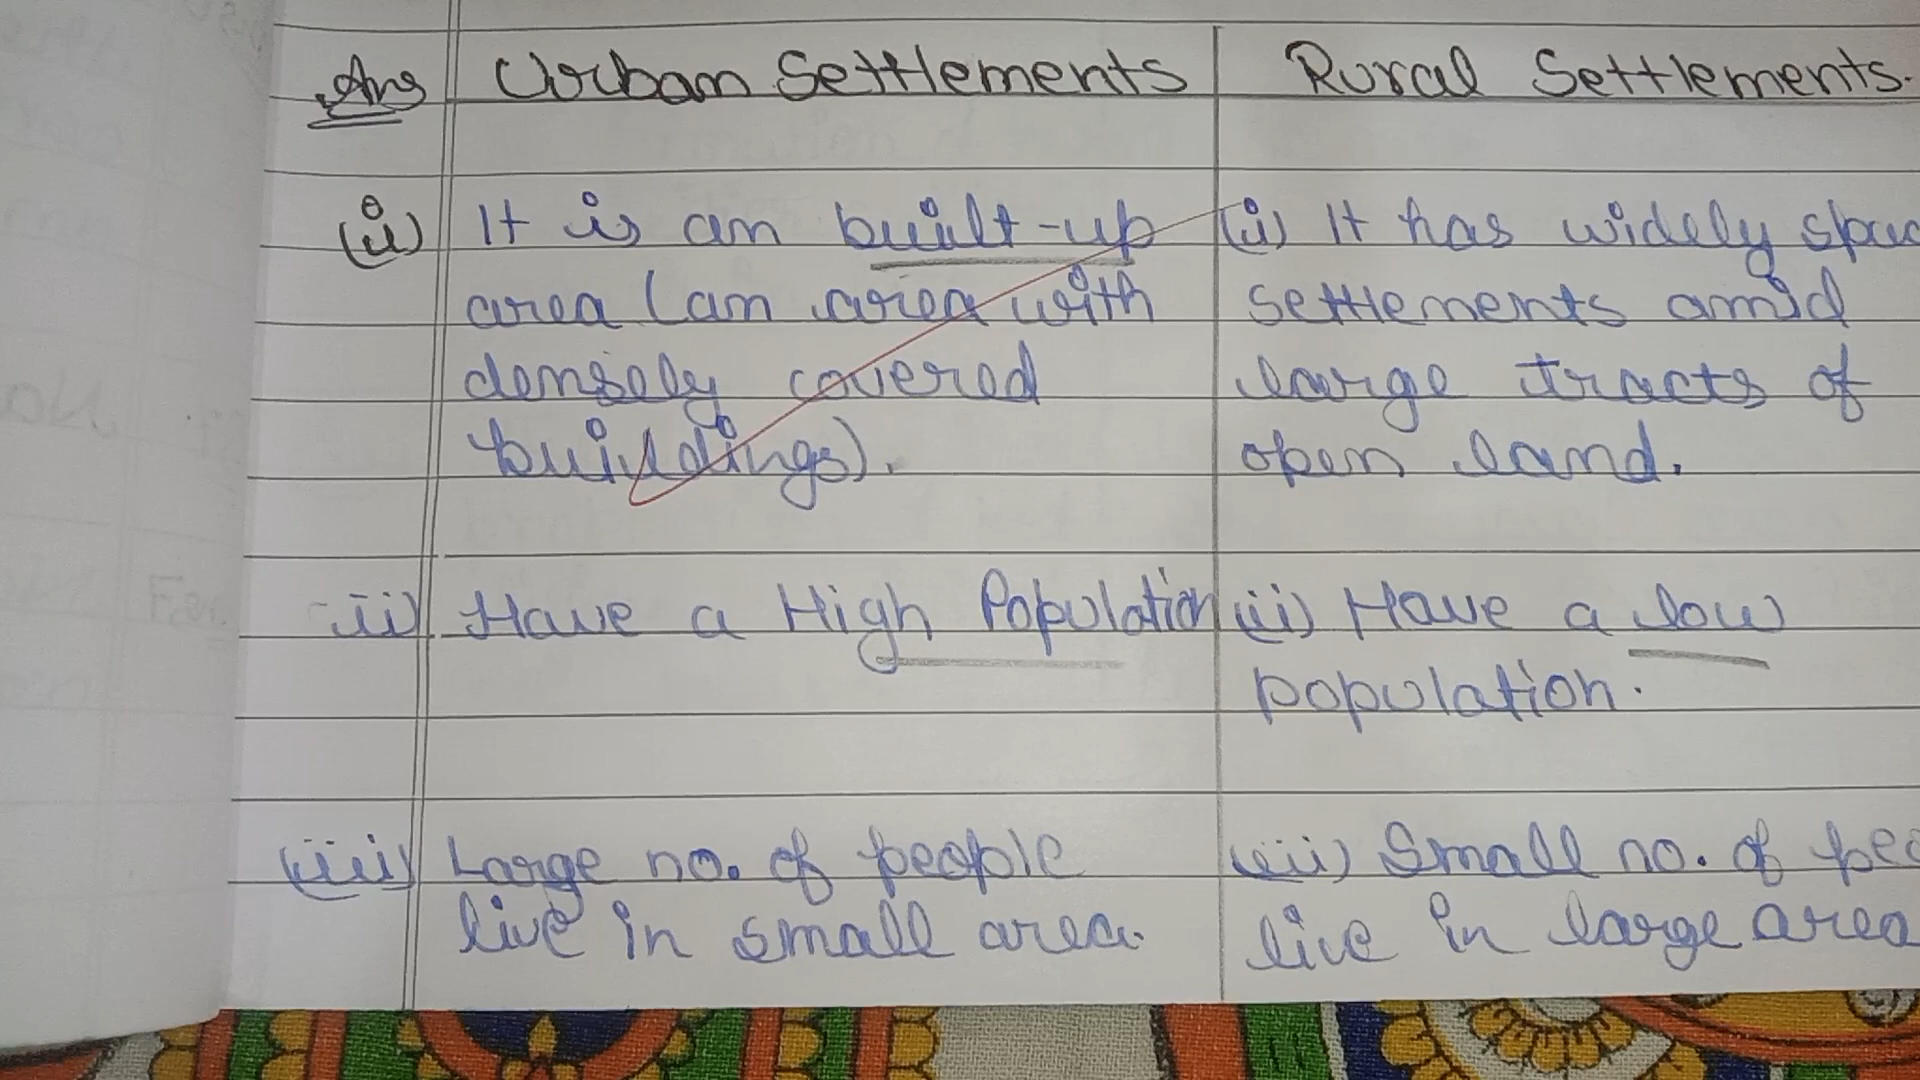 Ans Urban Settlements Rural Settlements.
(i) It is an built-up (i) It has widely
area (an area with settlements amid
densely covered large tracts of
buildings). open land.
ii) Have a High Population (ii) Have a low
population.
(iii) Large no. of people (iii) Small no. of
live in small area. live in large area